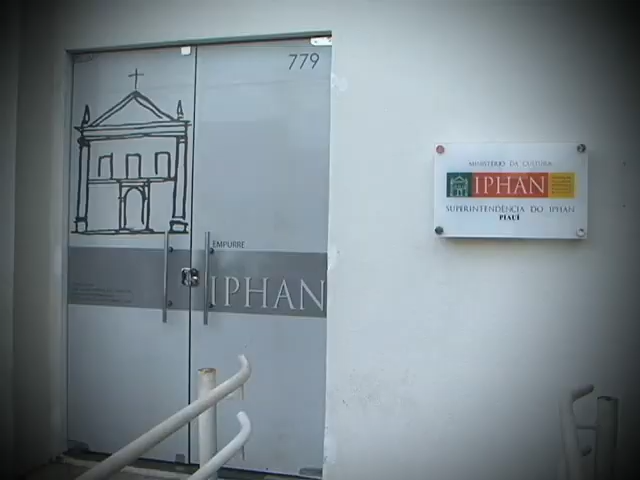 779
EMPURRE
IPHAN
MINISTÉRIO DA CULTURA
IPHAN
SUPERINTENDÊNCIA DO IPHAN
PIAUÍ